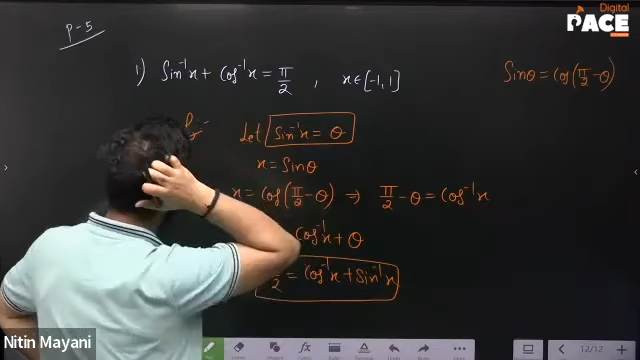 P-5
Digital
PACE
1) Sin⁻¹x + Cos⁻¹x = π/2 , x ∈ [-1, 1]
Sinθ = Cos(π/2 - θ)
Let Sin⁻¹x = θ
x = Sinθ
x = Cos(π/2 - θ) ⇒ π/2 - θ = Cos⁻¹x
Cos⁻¹x + θ
2 = Cos⁻¹x + Sin⁻¹x
Nitin Mayani
12/12